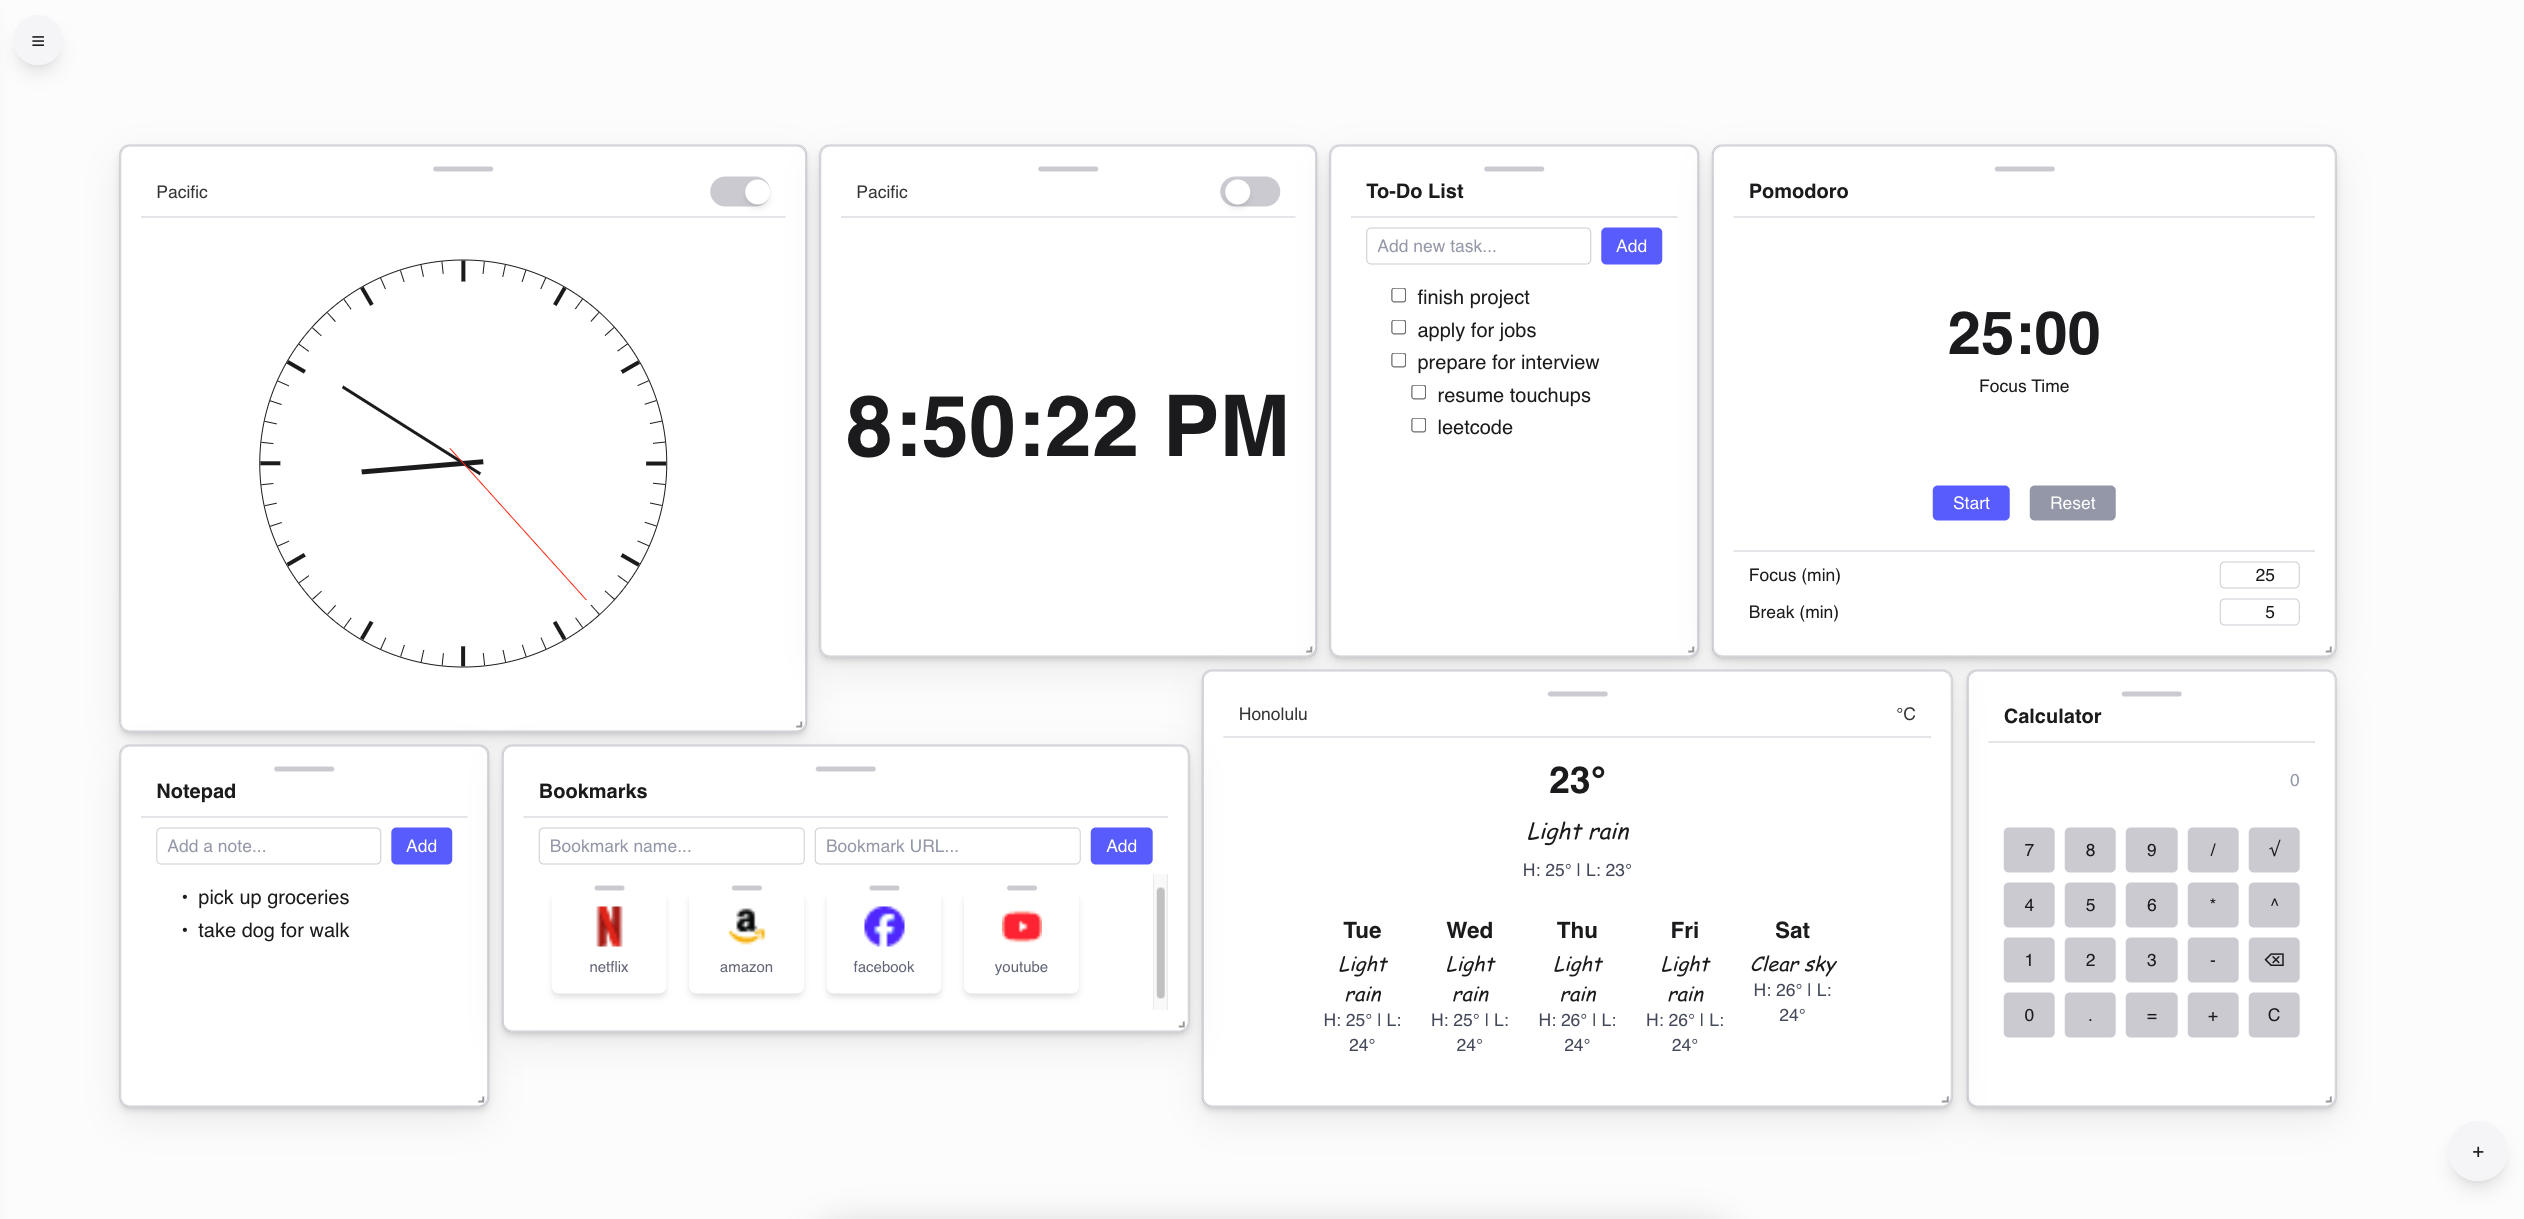 ≡
Pacific
Pacific
8:50:22 PM
To-Do List
Add new task...
Add
finish project
apply for jobs
prepare for interview
resume touchups
leetcode
Pomodoro
25:00
Focus Time
Start
Reset
Focus (min)
25
Break (min)
5
Notepad
Add a note...
Add
• pick up groceries
• take dog for walk
Bookmarks
Bookmark name...
Bookmark URL...
Add
netflix
amazon
facebook
youtube
Honolulu
°C
23°
Light rain
H: 25° | L: 23°
Tue
Light
rain
H: 25° | L:
24°
Wed
Light
rain
H: 25° | L:
24°
Thu
Light
rain
H: 26° | L:
24°
Fri
Light
rain
H: 26° | L:
24°
Sat
Clear sky
H: 26° | L:
24°
Calculator
0
7 8 9 / √
4 5 6 * ^
1 2 3 - ⌫
0 . = + C
+